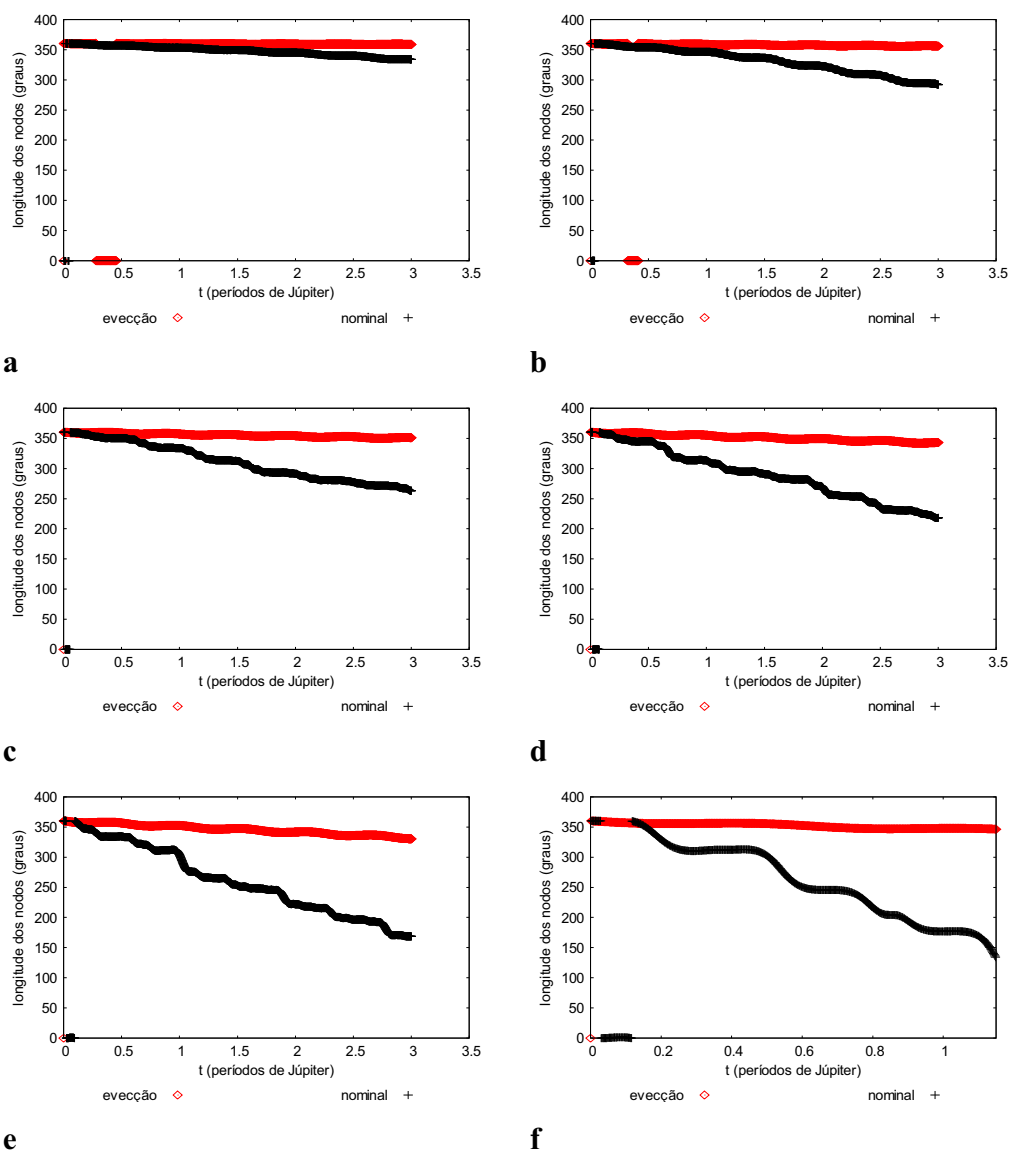 400
350
300
250
200
150
100
50
0
longitude dos nodos (graus)
0 0.5 1 1.5 2 2.5 3 3.5
t (períodos de Júpiter)
evecção nominal
a
400
350
300
250
200
150
100
50
0
longitude dos nodos (graus)
0 0.5 1 1.5 2 2.5 3 3.5
t (períodos de Júpiter)
evecção nominal
b
400
350
300
250
200
150
100
50
0
longitude dos nodos (graus)
0 0.5 1 1.5 2 2.5 3 3.5
t (períodos de Júpiter)
evecção nominal
c
400
350
300
250
200
150
100
50
0
longitude dos nodos (graus)
0 0.5 1 1.5 2 2.5 3 3.5
t (períodos de Júpiter)
evecção nominal
d
400
350
300
250
200
150
100
50
0
longitude dos nodos (graus)
0 0.5 1 1.5 2 2.5 3 3.5
t (períodos de Júpiter)
evecção nominal
e
400
350
300
250
200
150
100
50
0
longitude dos nodos (graus)
0 0.2 0.4 0.6 0.8 1
t (períodos de Júpiter)
evecção nominal
f